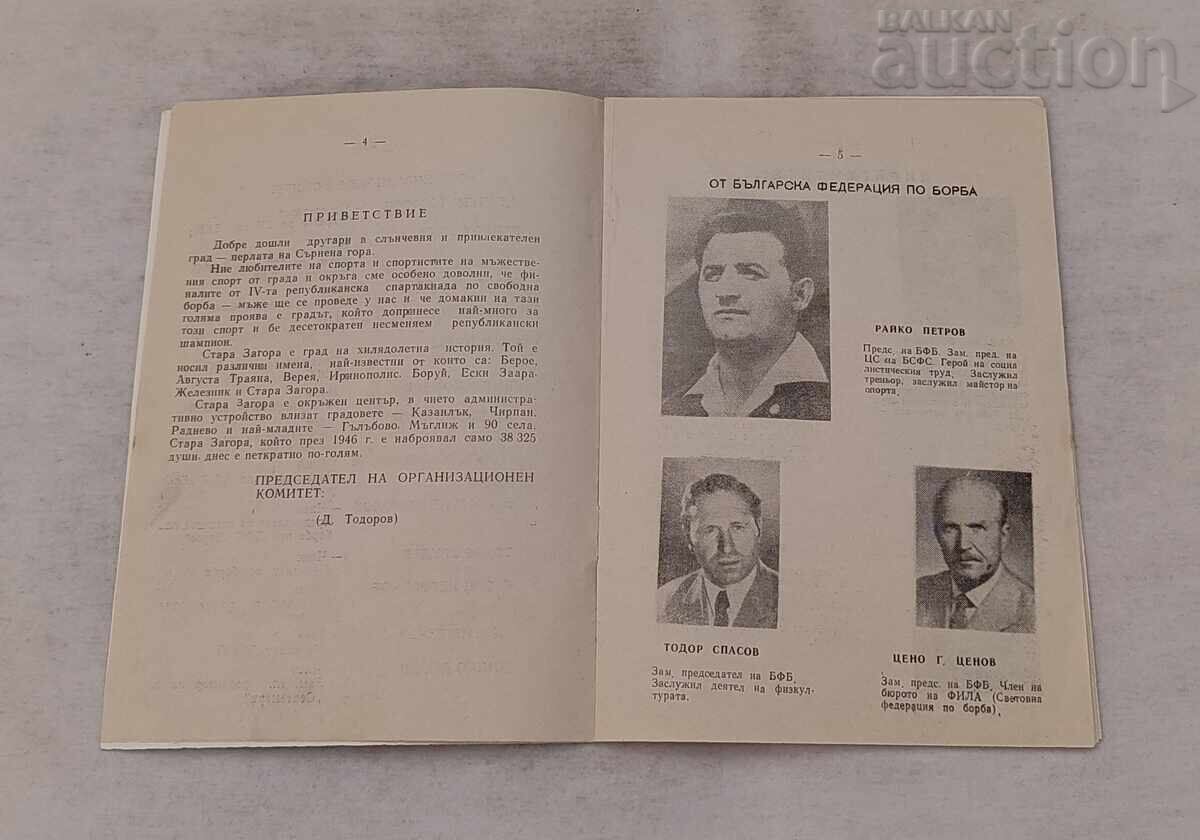 BALKAN
auction
— 4 —
ПРИВЕТСТВИЕ
Добре дошли другари в слънчевия и привлекателен
град — перлата на Сърнена гора.
Ние любителите на спорта и спортистите на мъжестве-
ния спорт от града и окръга сме особено доволни, че фи-
налите от IV-та републиканска спартакиада по свободна
борба — мъже ще се проведе у нас и че домакин на тази
голяма проява е градът, който допринесе най-много за
този спорт и бе десетократен несменяем републикански
шампион.
Стара Загора е град на хилядолетна история. Той е
носил различни имена, най-известни от които са: Берое,
Августа Траяна, Верея, Иринополис, Боруй, Ески Заара,
Железник и Стара Загора.
Стара Загора е окръжен център, в чието администра-
тивно устройство влизат градовете — Казанлък, Чирпан,
Раднево и най-младите — Гълъбово, Мъглиж и 90 села.
Стара Загора, който през 1946 г. е наброявал само 38 325
души, днес е петкратно по-голям.
ПРЕДСЕДАТЕЛ НА ОРГАНИЗАЦИОНЕН
КОМИТЕТ:
(Д. Тодоров)
— 5 —
ОТ БЪЛГАРСКА ФЕДЕРАЦИЯ ПО БОРБА
РАЙКО ПЕТРОВ
Предс. на БФБ. Зам. пред. на
ЦС на БСФС. Герой на социа
листическия труд, Заслужил
треньор, заслужил майстор на
спорта.
ТОДОР СПАСОВ
Зам. председател на БФБ.
Заслужил деятел на физкул-
турата.
ЦЕНО Г. ЦЕНОВ
Зам. предс. на БФБ. Член на
бюрото на ФИЛА (Световна
федерация по борба).